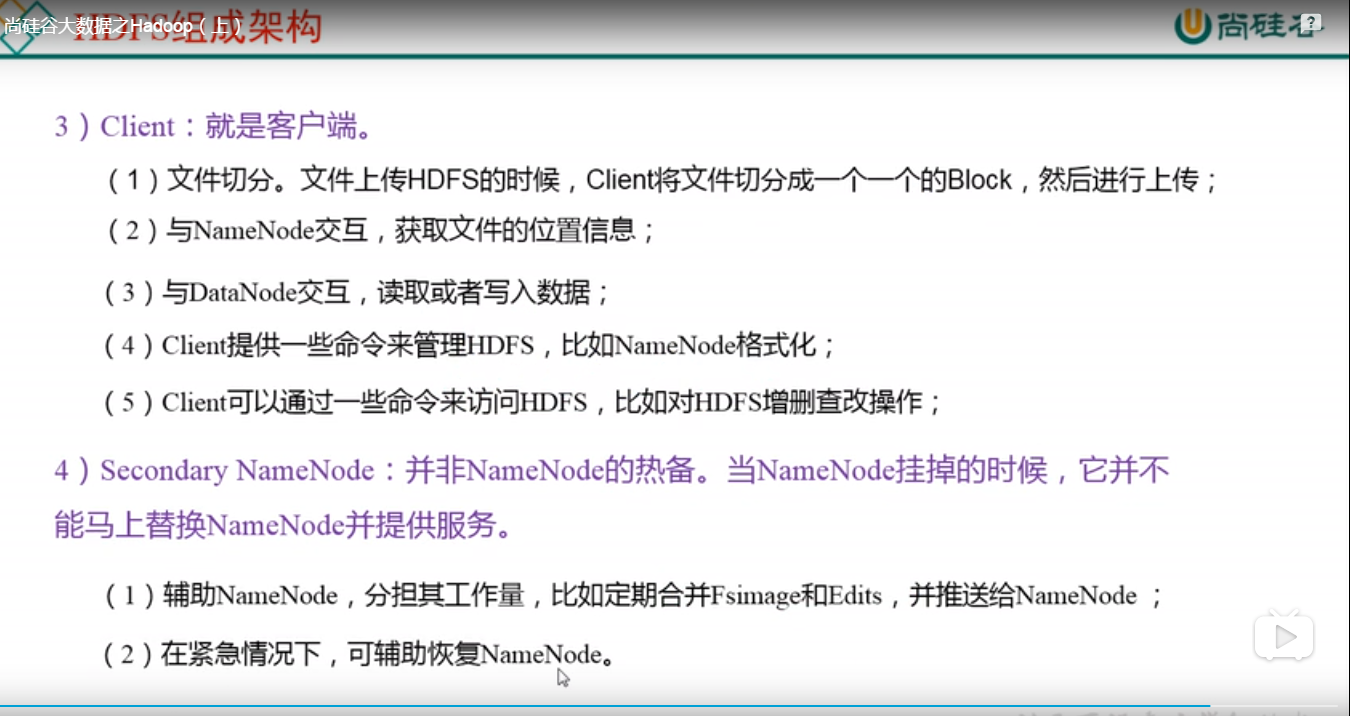 尚硅谷大数据之Hadoop（上）
HDFS组成架构
尚硅谷
3）Client：就是客户端。
（1）文件切分。文件上传HDFS的时候，Client将文件切分成一个一个的Block，然后进行上传；
（2）与NameNode交互，获取文件的位置信息；
（3）与DataNode交互，读取或者写入数据；
（4）Client提供一些命令来管理HDFS，比如NameNode格式化；
（5）Client可以通过一些命令来访问HDFS，比如对HDFS增删查改操作；
4）Secondary NameNode：并非NameNode的热备。当NameNode挂掉的时候，它并不
能马上替换NameNode并提供服务。
（1）辅助NameNode，分担其工作量，比如定期合并Fsimage和Edits，并推送给NameNode ；
（2）在紧急情况下，可辅助恢复NameNode。